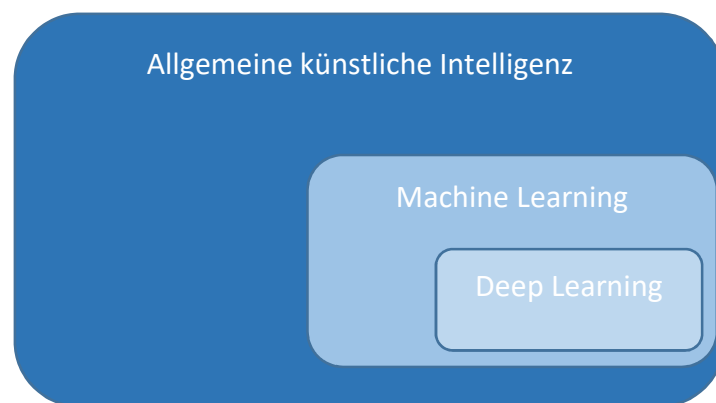 Allgemeine künstliche Intelligenz
Machine Learning
Deep Learning